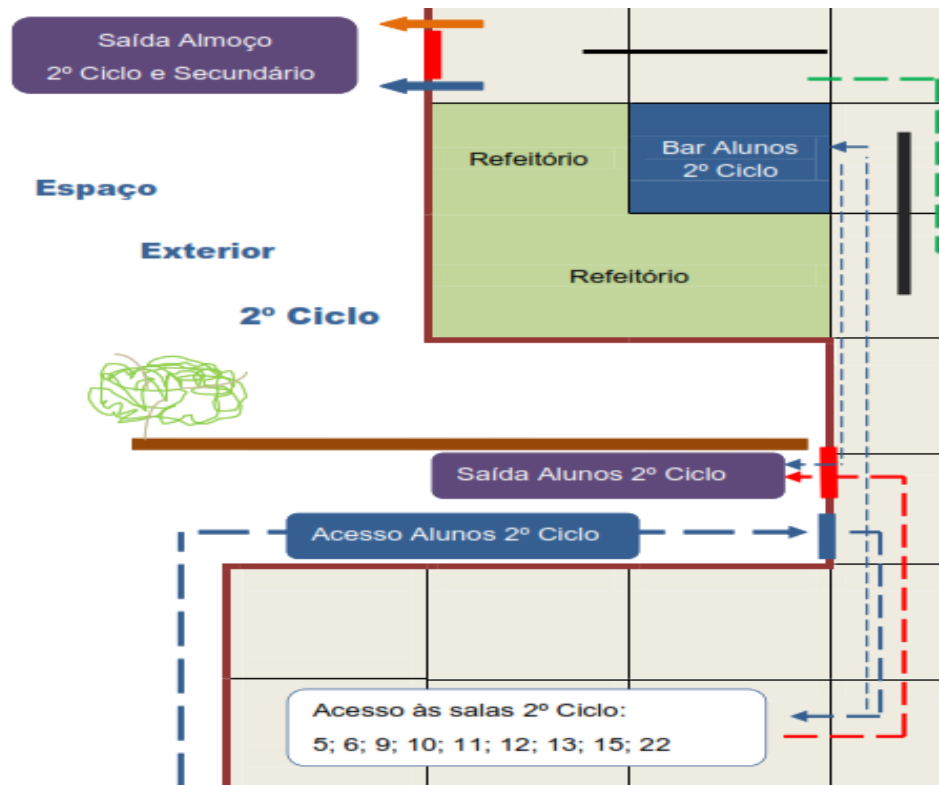 Saída Almoço
2º Ciclo e Secundário
Refeitório
Bar Alunos
2º Ciclo
Espaço
Exterior
2º Ciclo
Refeitório
Saída Alunos 2º Ciclo
Acesso Alunos 2º Ciclo
Acesso às salas 2º Ciclo:
5; 6; 9; 10; 11; 12; 13; 15; 22